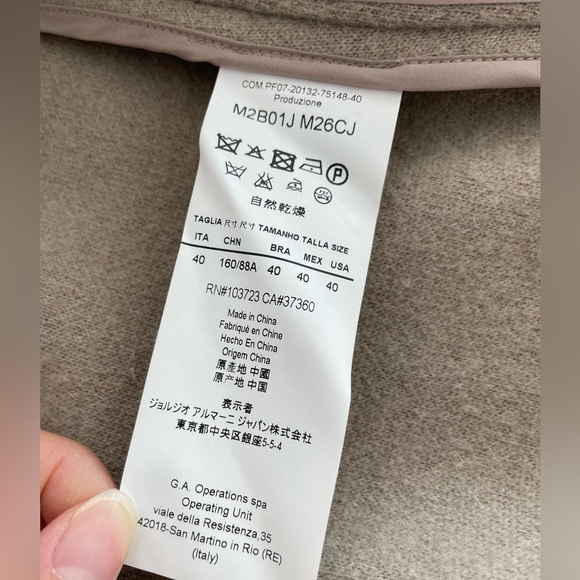 COM.PF07-20132-75148-40
Produzione
M2B01J M26CJ
P
自然乾燥
TAGLIA 尺寸 尺寸 TAMANHO TALLA SIZE
ITA CHN BRA MEX USA
40 160/88A 40 40 40
RN#103723 CA#37360
Made in China
Fabriqué en Chine
Hecho En China
Origem China
原產地 中國
原产地 中国
表示者
ジョルジオ アルマーニ ジャパン株式会社
東京都中央区銀座5-5-4
G.A. Operations spa
Operating Unit
viale della Resistenza,35
42018-San Martino in Rio (RE)
(Italy)